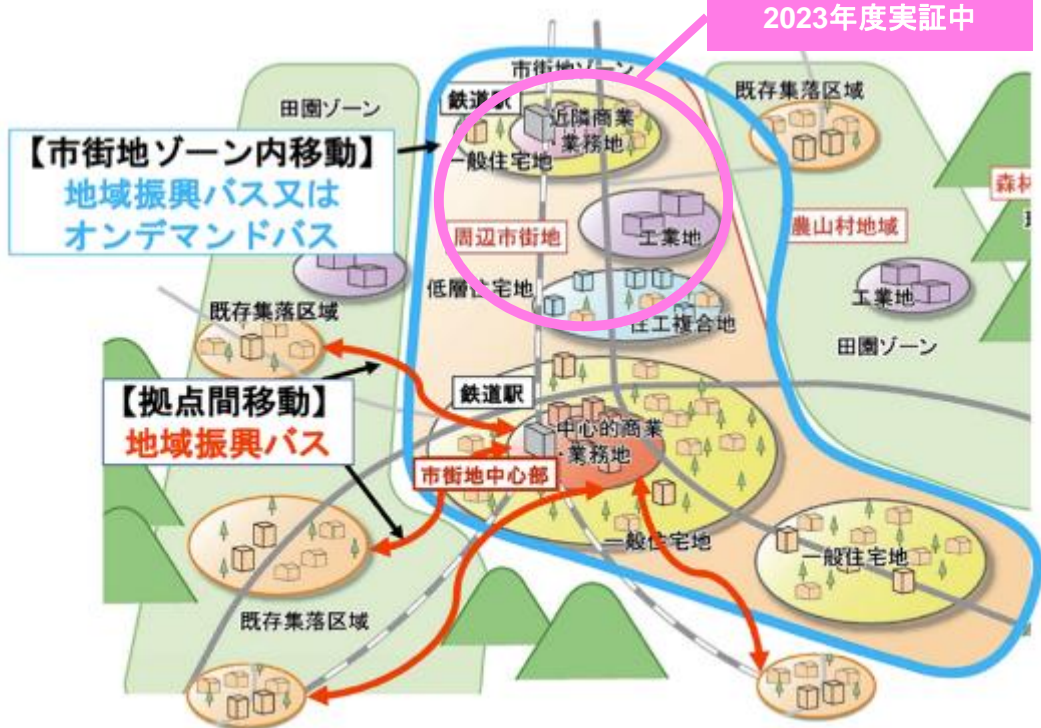 2023年度実証中
市街地ゾーン
田園ゾーン
鉄道駅
既存集落区域
近隣商業
・業務地
【市街地ゾーン内移動】
地域振興バス又は
オンデマンドバス
一般住宅地
森林
周辺市街地
工業地
農山村地域
低層住宅地
工業地
既存集落区域
住工複合地
田園ゾーン
【拠点間移動】
地域振興バス
鉄道駅
中心的商業
・業務地
市街地中心部
一般住宅地
一般住宅地
既存集落区域